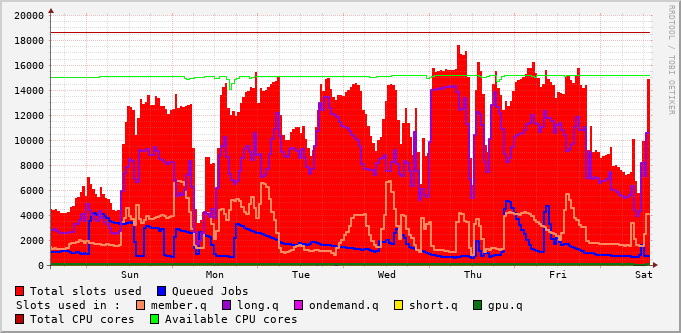 20000
18000
16000
14000
12000
10000
8000
6000
4000
2000
0
Sun Mon Tue Wed Thu Fri Sat
Total slots used Queued Jobs
Slots used in : member.q long.q ondemand.q short.q gpu.q
Total CPU cores Available CPU cores
RRDTOOL / TOBI OETIKER